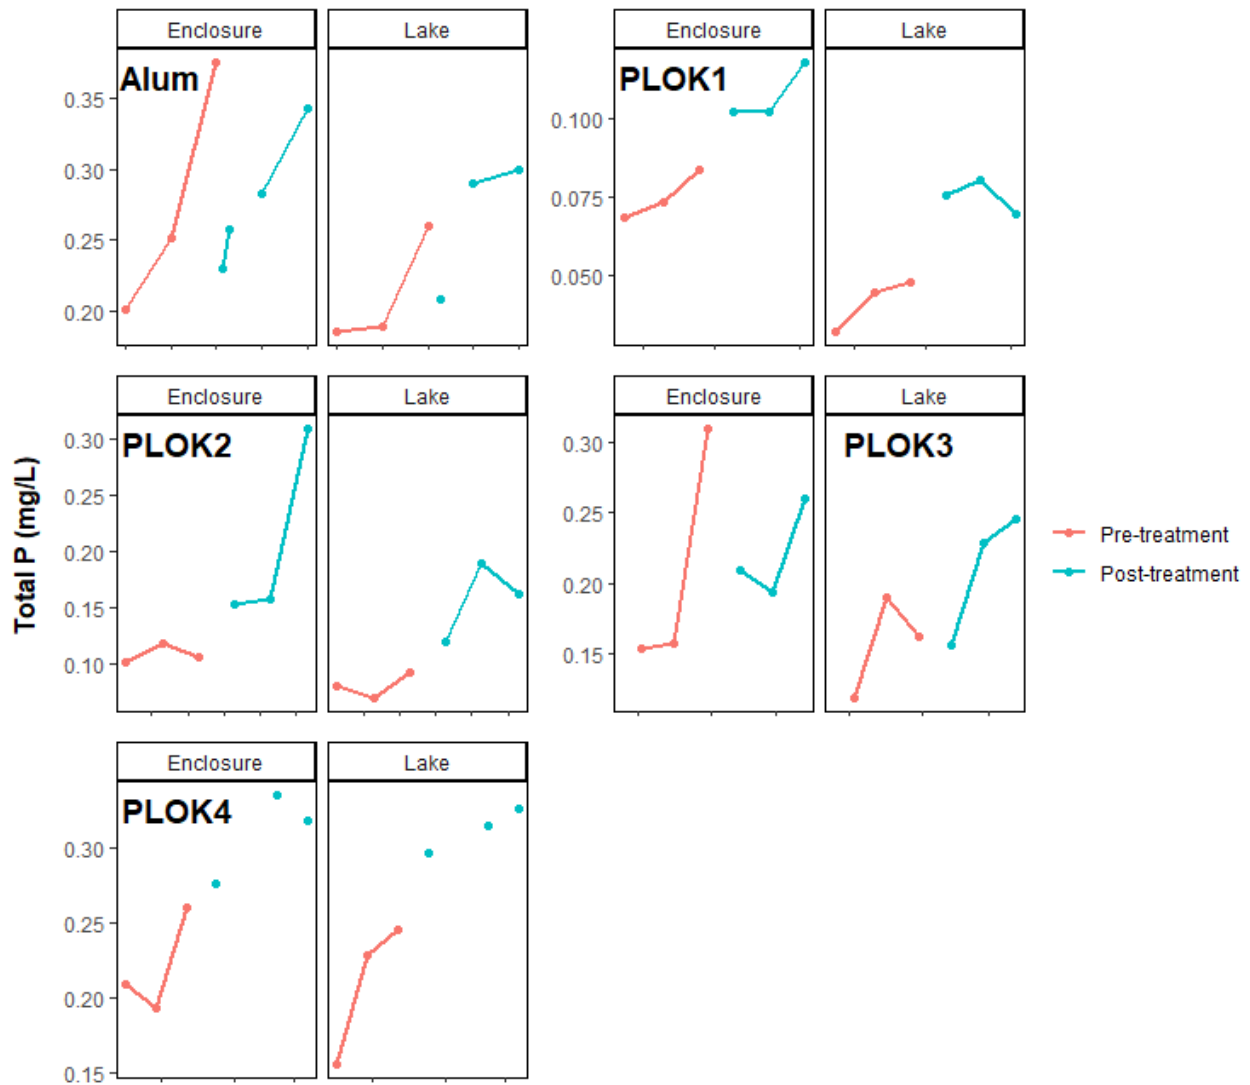 Enclosure Lake
Alum
0.35
0.30
0.25
0.20
Enclosure Lake
PLOK1
0.100
0.075
0.050
Enclosure Lake
PLOK2
0.30
0.25
0.20
0.15
0.10
Enclosure Lake
PLOK3
0.30
0.25
0.20
0.15
Enclosure Lake
PLOK4
0.30
0.25
0.20
0.15
Total P (mg/L)
Pre-treatment
Post-treatment